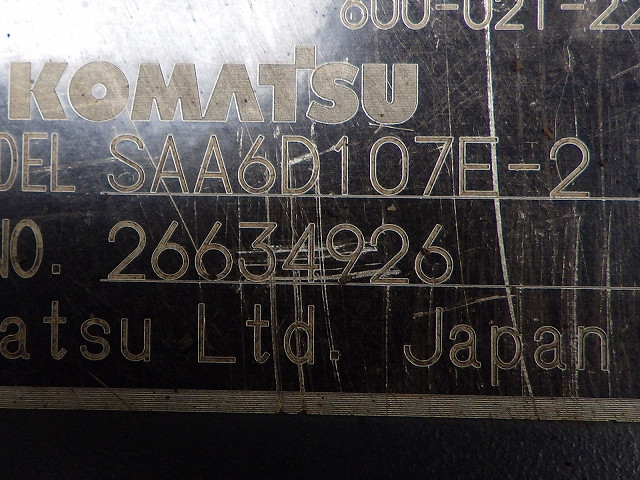 600-021-22
KOMATSU
DEL SAA6D107E-2
NO. 26634926
atsu Ltd. Japan